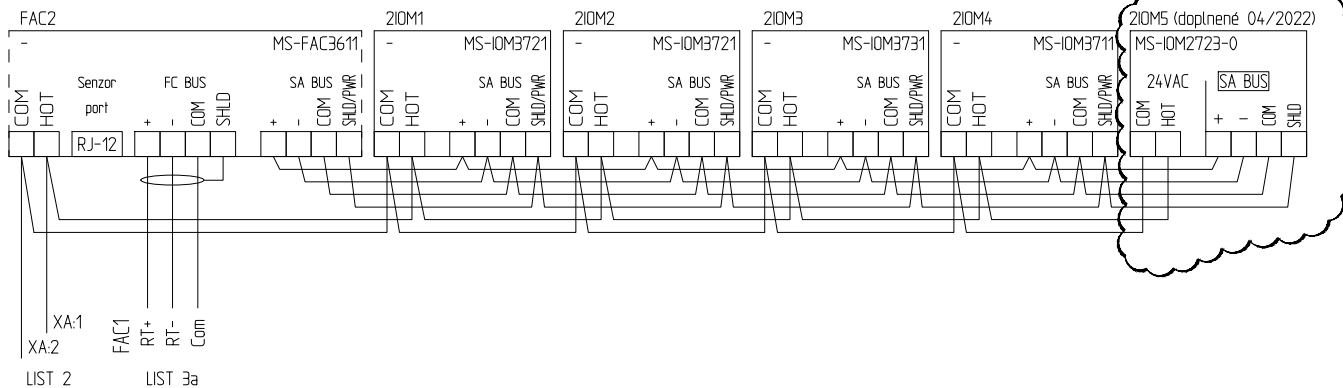 FAC2
-
MS-FAC3611
COM
HOT
Senzor
port
RJ-12
FC BUS
+
-
COM
SHLD
SA BUS
+
-
COM
SHLD/PWR
2IOM1
-
MS-IOM3721
COM
HOT
SA BUS
+
-
COM
SHLD/PWR
2IOM2
-
MS-IOM3721
COM
HOT
SA BUS
+
-
COM
SHLD/PWR
2IOM3
-
MS-IOM3731
COM
HOT
SA BUS
+
-
COM
SHLD/PWR
2IOM4
-
MS-IOM3711
COM
HOT
SA BUS
+
-
COM
SHLD/PWR
2IOM5 (doplnené 04/2022)
MS-IOM2723-0
24VAC
COM
HOT
SA BUS
+
-
COM
SHLD
XA:1
XA:2
LIST 2
FAC1
RT+
RT-
Com
LIST 3a